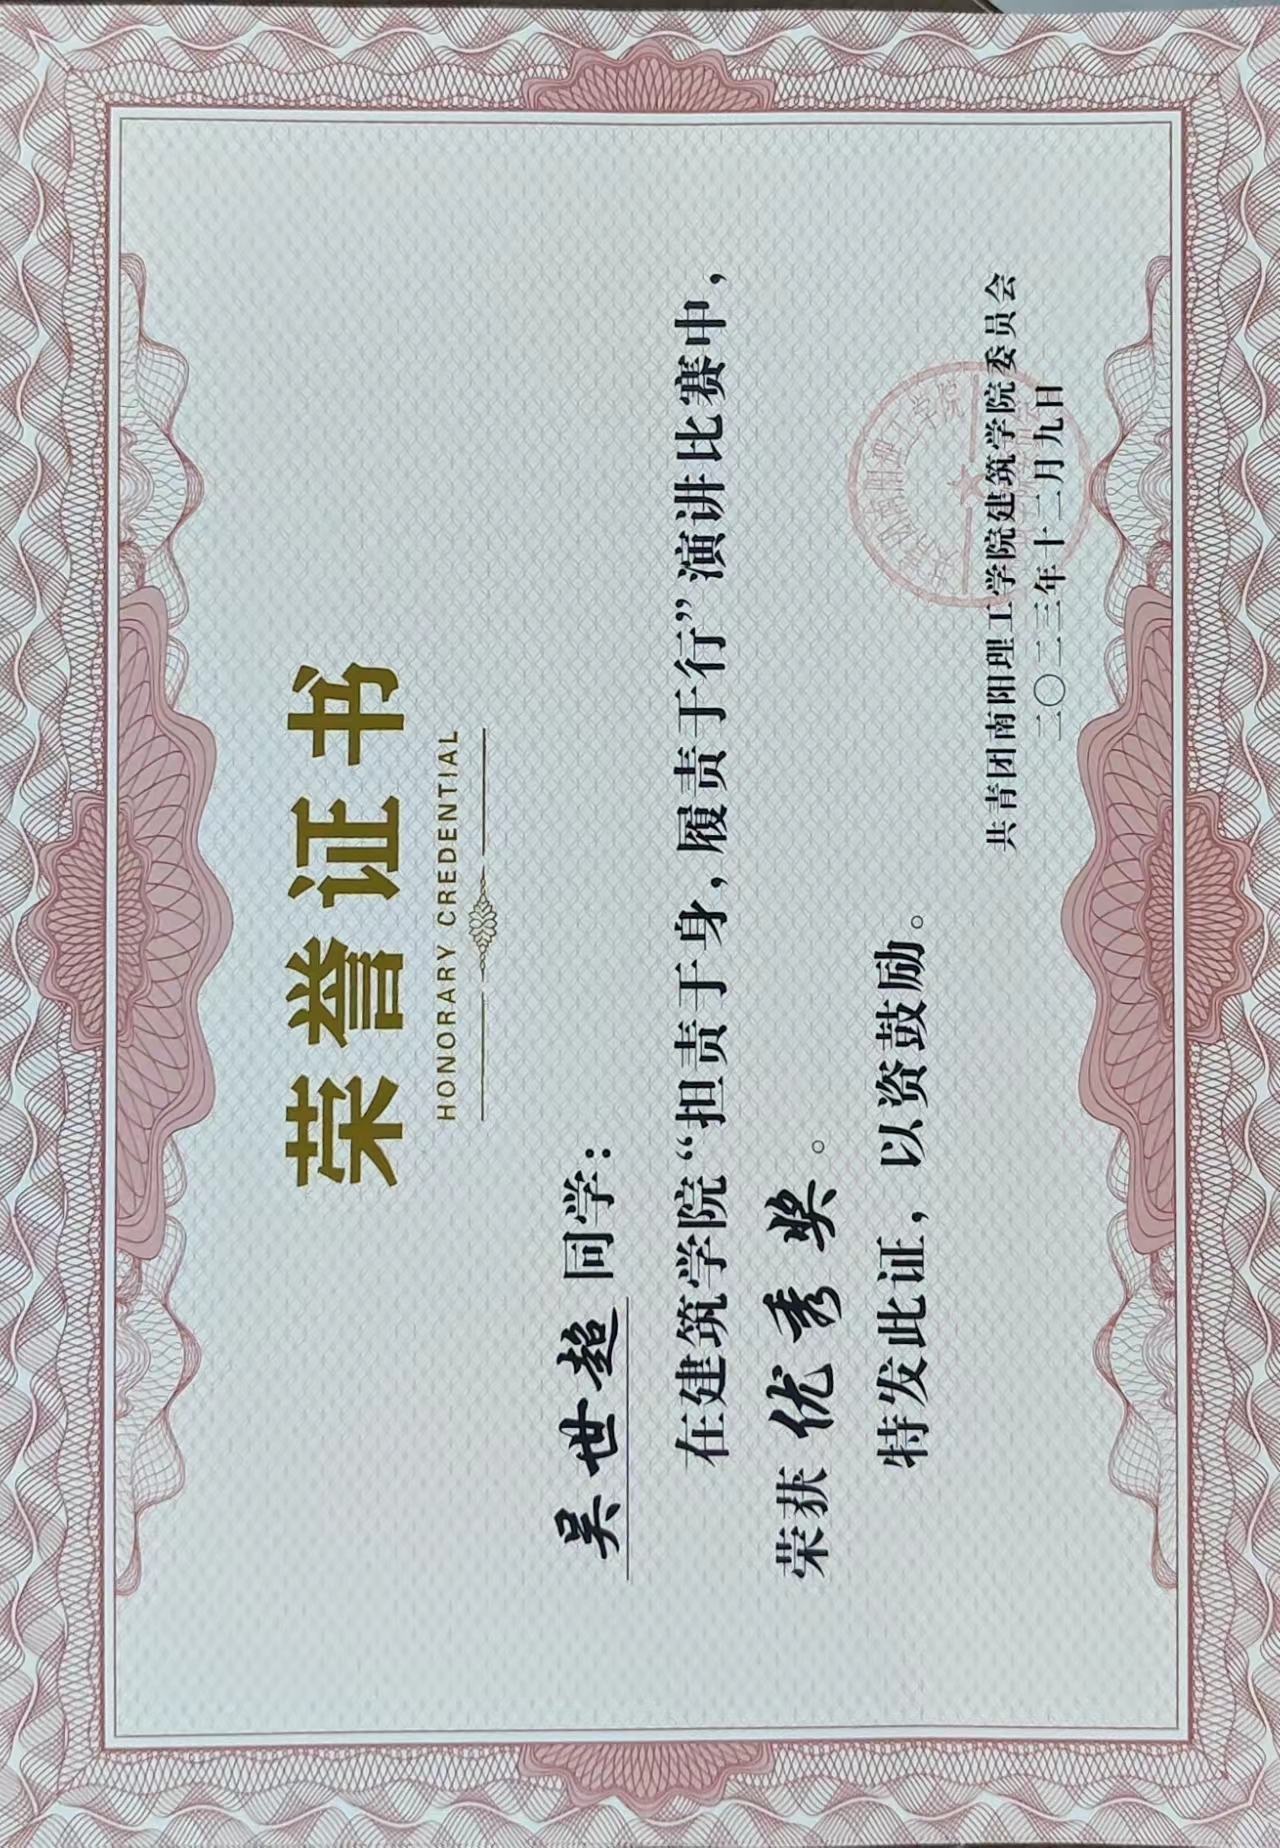 荣誉证书
HONORARY CREDENTIAL
吴世超 同学：
在建筑学院“担责于身，履责于行”演讲比赛中，
荣获 优秀奖 。
特发此证，以资鼓励。
共青团南阳理工学院建筑学院委员会
二〇二三年十二月九日